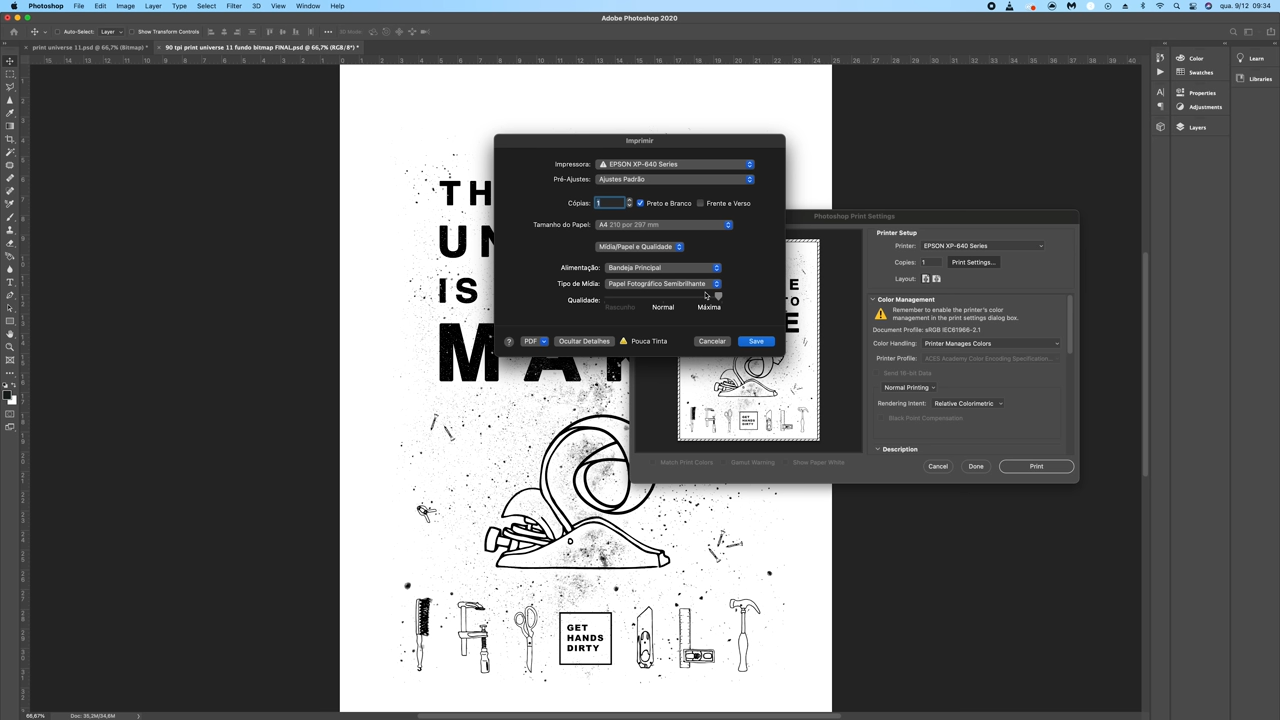 Photoshop File Edit Image Layer Type Select Filter 3D View Window Help
qua. 9/12 09:34
Adobe Photoshop 2020
Auto-Select: Layer Show Transform Controls
3D Mode:
print universe 11.psd @ 66,7% (Bitmap) *
90 tpi print universe 11 fundo bitmap FINAL.psd @ 66,7% (RGB/8*) *
Imprimir
Impressora: EPSON XP-640 Series
Pré-Ajustes: Ajustes Padrão
Cópias: 1 Preto e Branco Frente e Verso
Tamanho do Papel: A4 210 por 297 mm
Mídia/Papel e Qualidade
Alimentação: Bandeja Principal
Tipo de Mídia: Papel Fotográfico Semibrilhante
Qualidade:
Rascunho Normal Máxima
? PDF Ocultar Detalhes Pouca Tinta Cancelar Save
Photoshop Print Settings
Printer Setup
Printer: EPSON XP-640 Series
Copies: 1 Print Settings...
Layout:
Color Management
Remember to enable the printer's color
management in the print settings dialog box.
Document Profile: sRGB IEC61966-2.1
Color Handling: Printer Manages Colors
Printer Profile: ACES Academy Color Encoding Specification...
Send 16-bit Data
Normal Printing
Rendering Intent: Relative Colorimetric
Black Point Compensation
Description
Match Print Colors Gamut Warning Show Paper White
Cancel Done Print
GET
HANDS
DIRTY
TH
UN
IS
MA
GET
HANDS
DIRTY
Color
Swatches
Properties
Adjustments
Layers
Learn
Libraries
66,67% Doc: 35,2M/34,6M